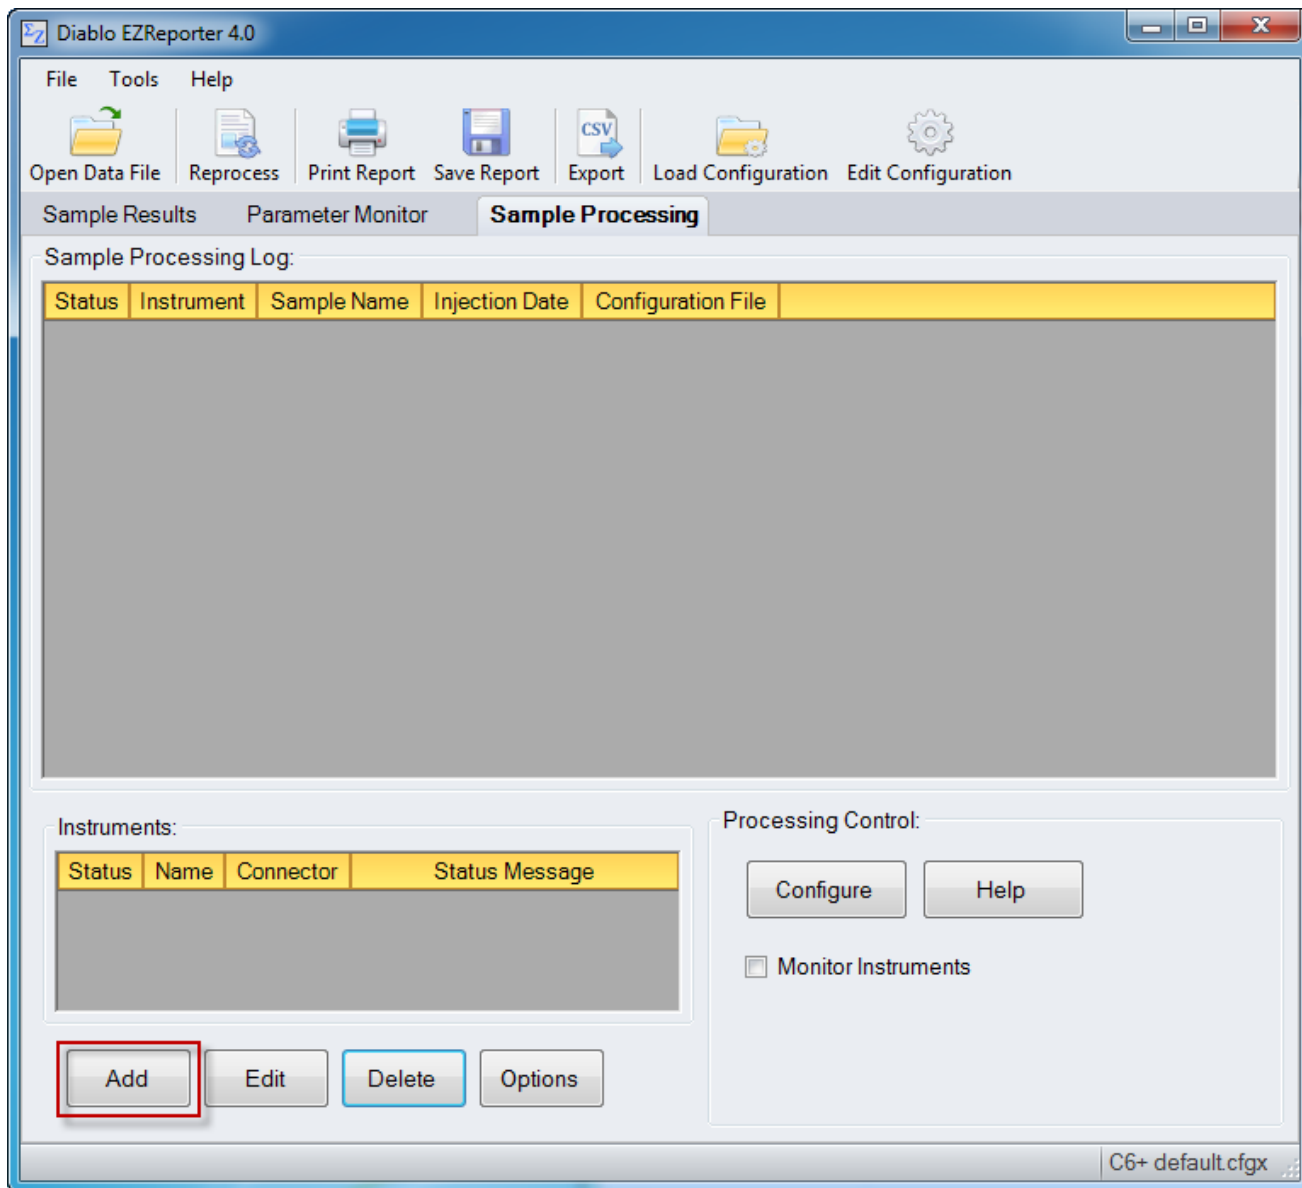 Diablo EZReporter 4.0
File Tools Help
CSV
Open Data File Reprocess Print Report Save Report Export Load Configuration Edit Configuration
Sample Results Parameter Monitor Sample Processing
Sample Processing Log:
Status Instrument Sample Name Injection Date Configuration File
Instruments:
Status Name Connector Status Message
Add Edit Delete Options
Processing Control:
Configure Help
Monitor Instruments
C6+ default.cfgx